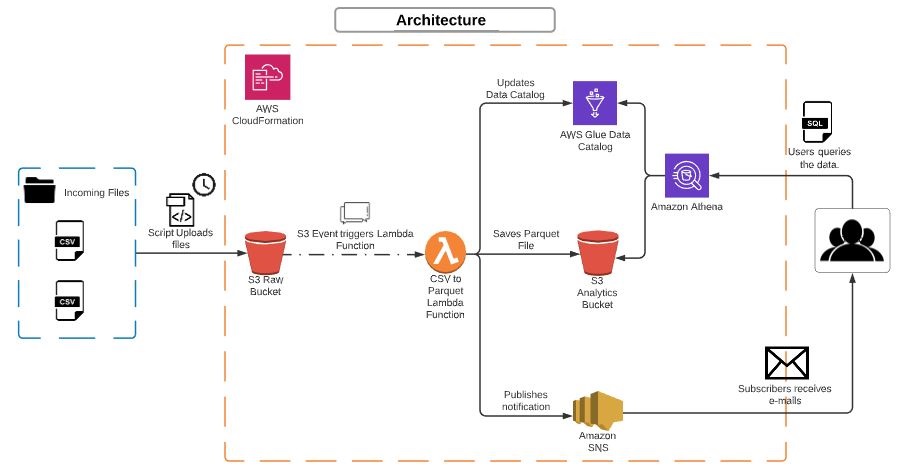 Architecture
AWS
CloudFormation
Updates
Data Catalog
AWS Glue Data
Catalog
SQL
Users queries
the data.
Incoming Files
CSV
CSV
</>
Script Uploads
files
S3 Raw
Bucket
S3 Event triggers Lambda
Function
λ
CSV to
Parquet
Lambda
Function
Saves Parquet
File
S3
Analytics
Bucket
Amazon Athena
Publishes
notification
Amazon
SNS
Subscribers receives
e-mails